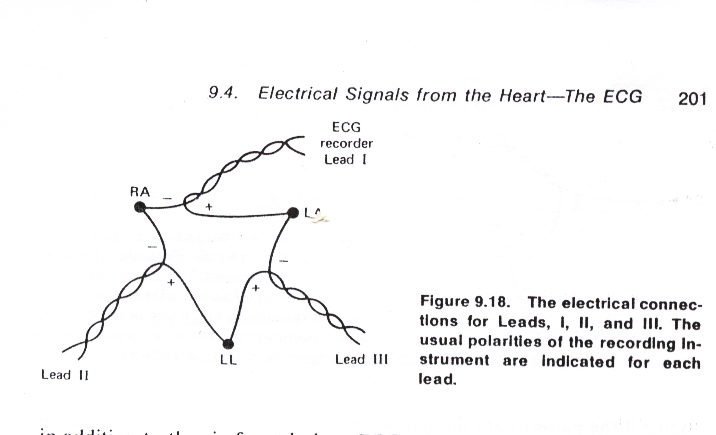 9.4. Electrical Signals from the Heart—The ECG 201
ECG
recorder
Lead I
RA
−
+
−
−
+
+
LL
Lead III
Lead II
Figure 9.18. The electrical connec-
tions for Leads, I, II, and III. The
usual polarities of the recording in-
strument are indicated for each
lead.